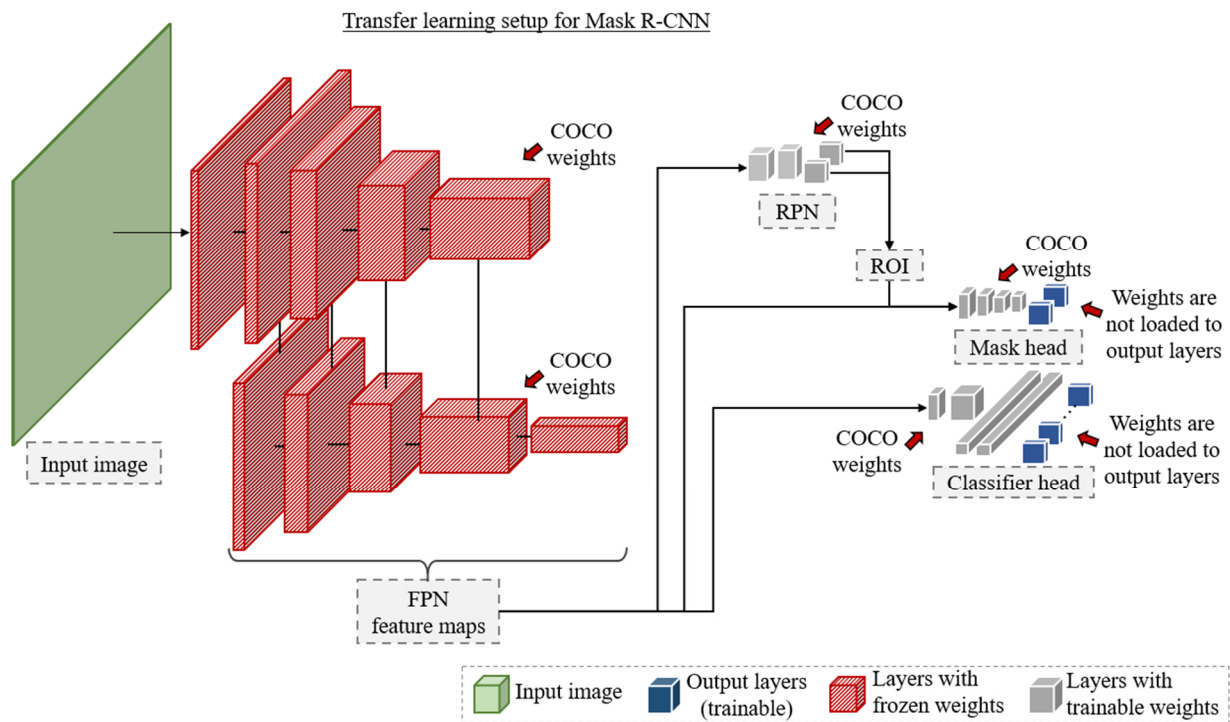 Transfer learning setup for Mask R-CNN
COCO
weights
COCO
weights
RPN
ROI
COCO
weights
Weights are
not loaded to
output layers
Mask head
COCO
weights
COCO
weights
Weights are
not loaded to
output layers
Classifier head
Input image
FPN
feature maps
Input image
Output layers
(trainable)
Layers with
frozen weights
Layers with
trainable weights